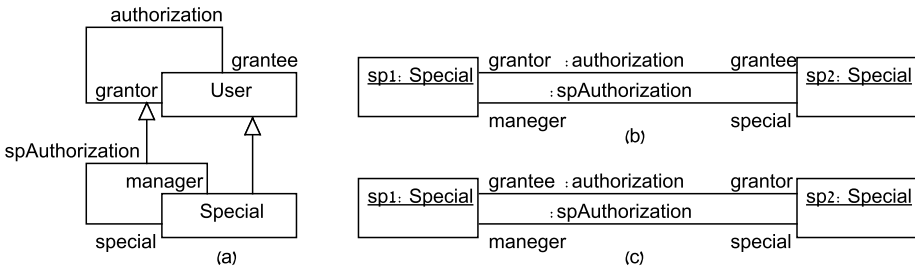 authorization
grantee
User
grantor
spAuthorization
manager
Special
special
(a)
grantor :authorization grantee
sp1: Special
sp2: Special
:spAuthorization
maneger special
(b)
grantee :authorization grantor
sp1: Special
sp2: Special
:spAuthorization
maneger special
(c)